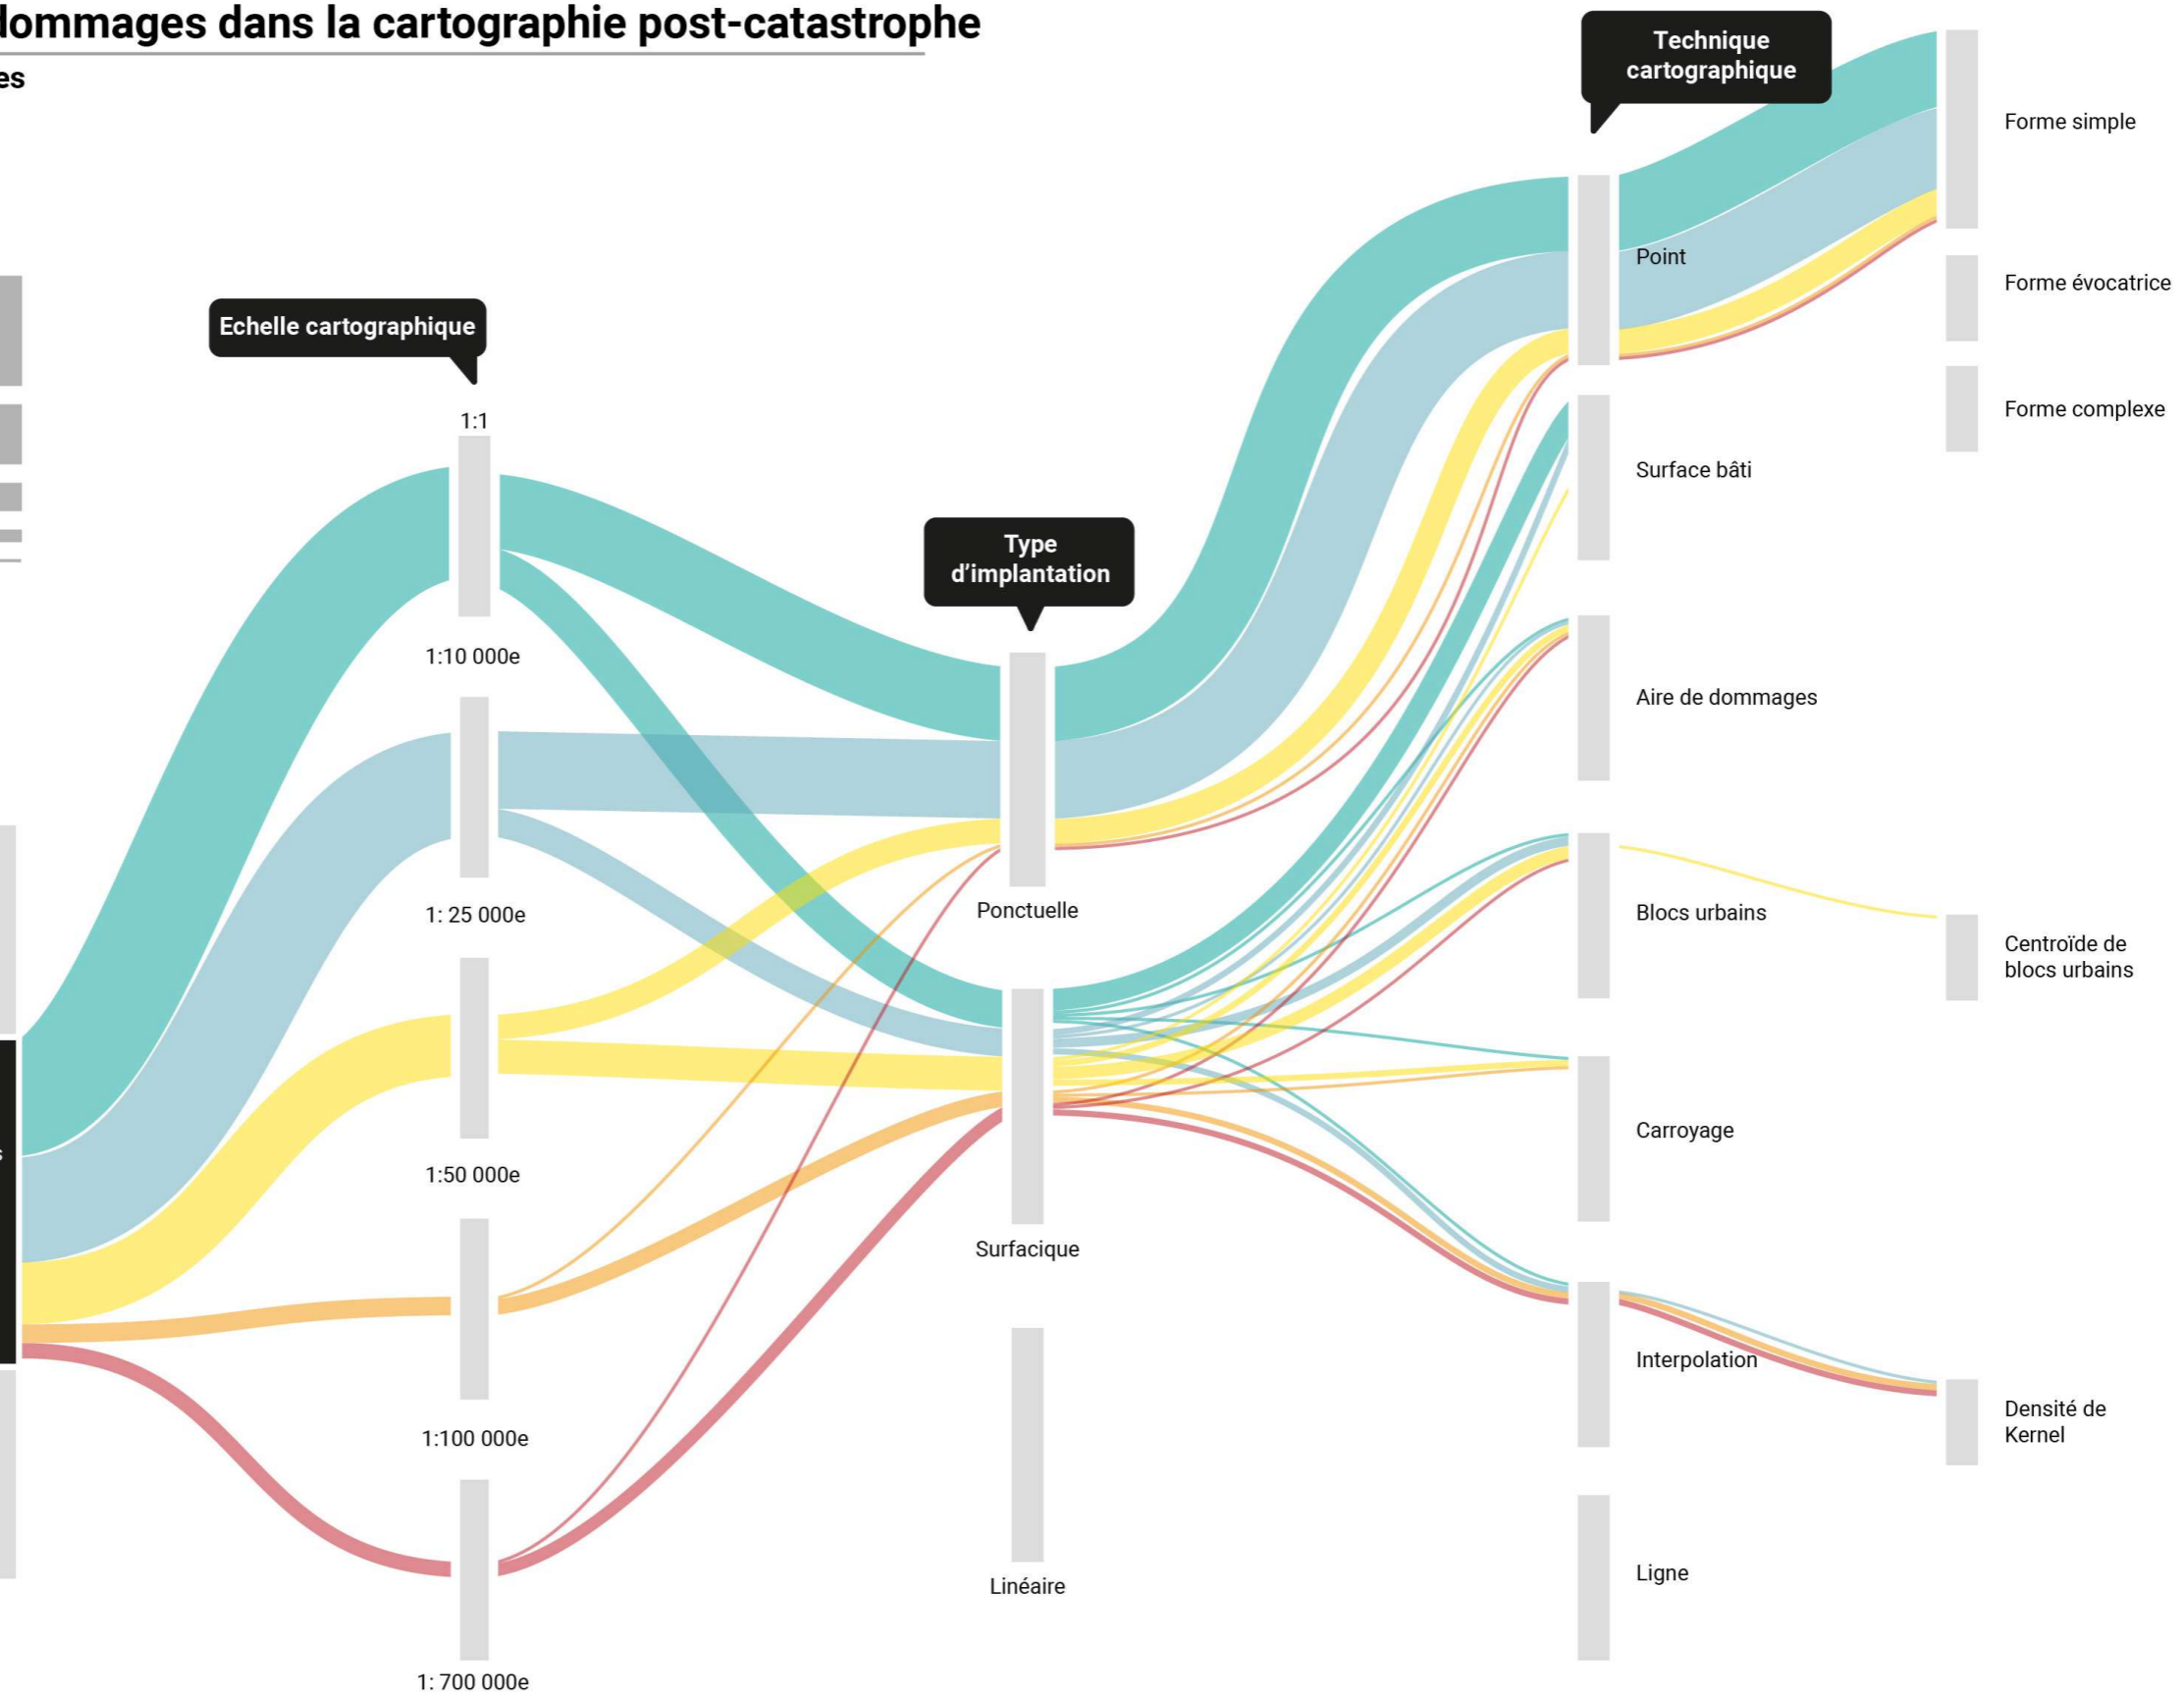 dommages dans la cartographie post-catastrophe
es
Technique
cartographique
Forme simple
Point
Forme évocatrice
Echelle cartographique
Forme complexe
1:1
Surface bâti
Type
d’implantation
1:10 000e
Aire de dommages
Ponctuelle
1: 25 000e
Blocs urbains
Centroïde de
blocs urbains
Carroyage
s
1:50 000e
Surfacique
Interpolation
Densité de
Kernel
1:100 000e
Ligne
Linéaire
1: 700 000e